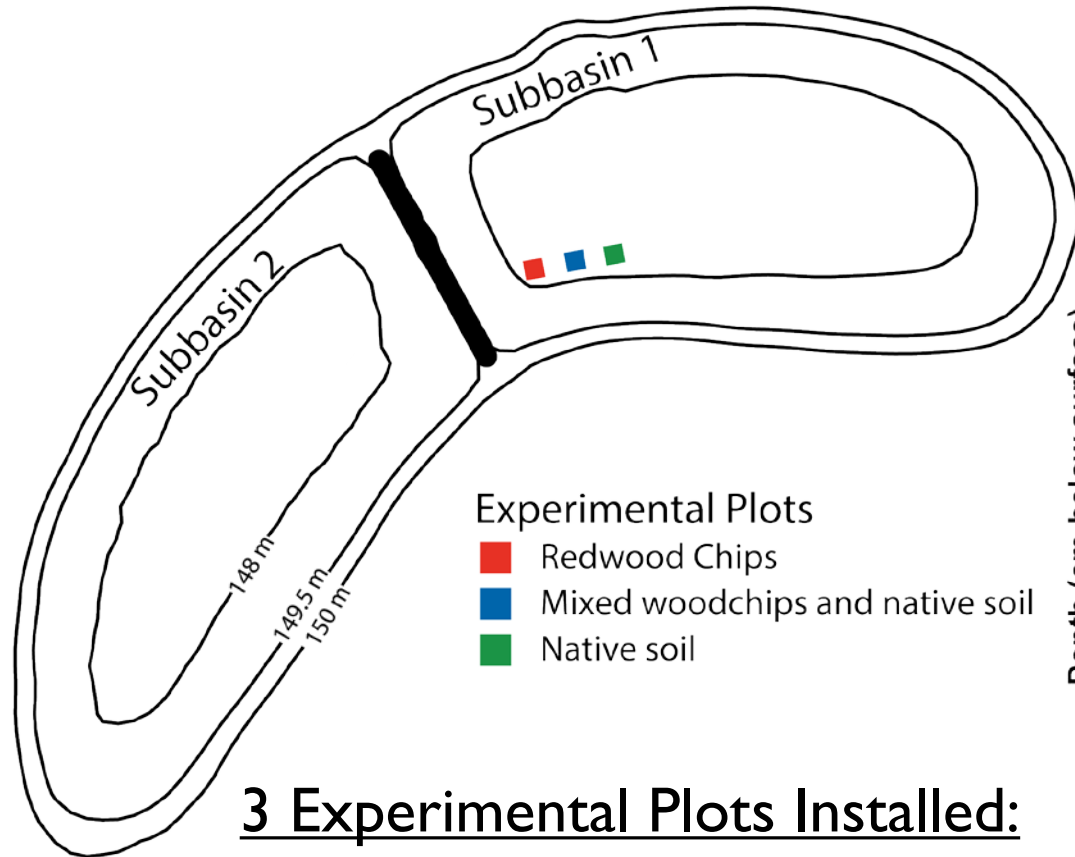 Subbasin 1
Subbasin 2
148 m
149.5 m
150 m
Experimental Plots
Redwood Chips
Mixed woodchips and native soil
Native soil
3 Experimental Plots Installed: